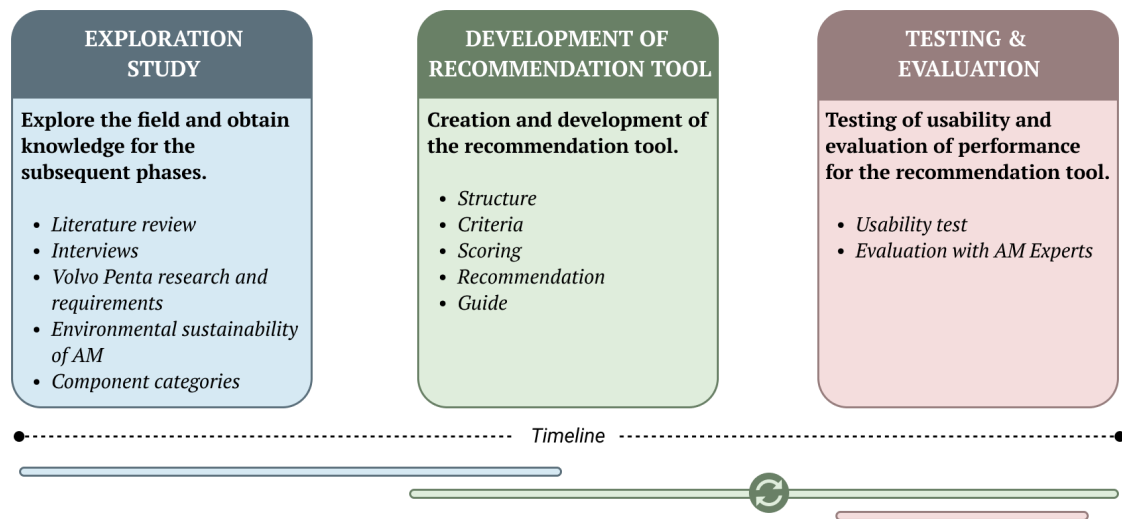 EXPLORATION
STUDY
Explore the field and obtain
knowledge for the
subsequent phases.
• Literature review
• Interviews
• Volvo Penta research and
requirements
• Environmental sustainability
of AM
• Component categories
DEVELOPMENT OF
RECOMMENDATION TOOL
Creation and development of
the recommendation tool.
• Structure
• Criteria
• Scoring
• Recommendation
• Guide
TESTING &
EVALUATION
Testing of usability and
evaluation of performance
for the recommendation tool.
• Usability test
• Evaluation with AM Experts
Timeline